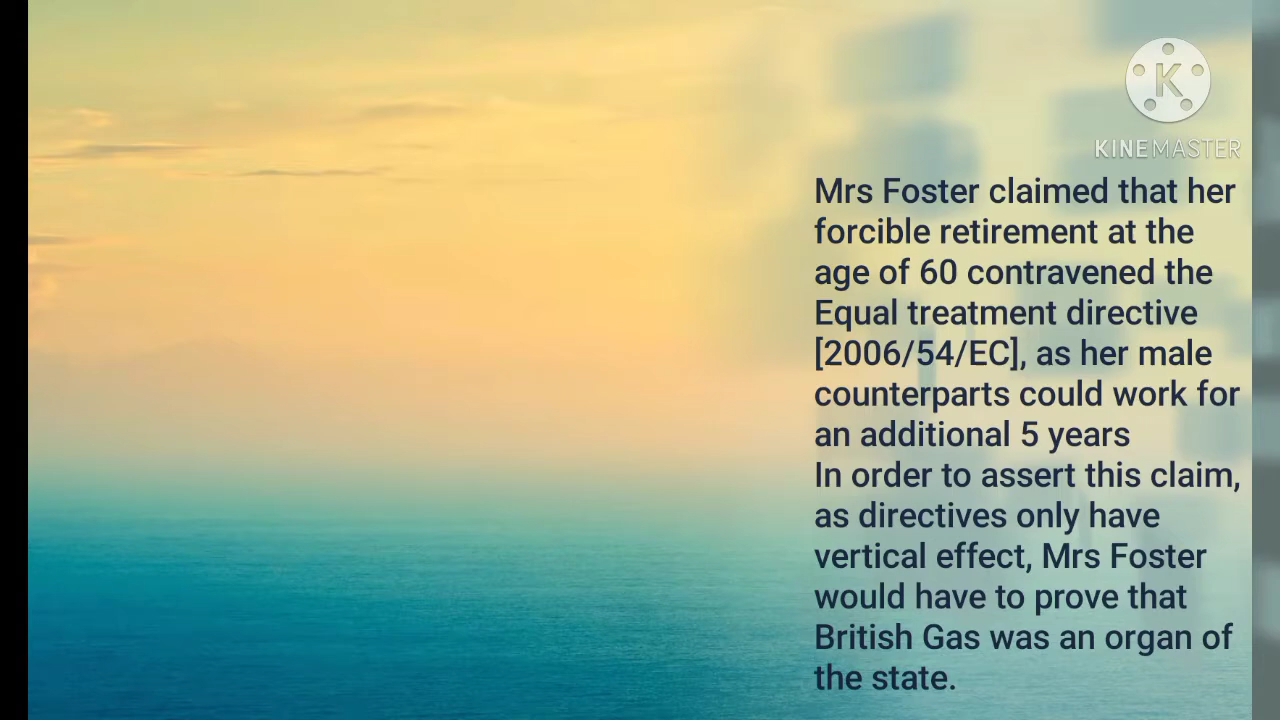 K
KINEMASTER
Mrs Foster claimed that her
forcible retirement at the
age of 60 contravened the
Equal treatment directive
[2006/54/EC], as her male
counterparts could work for
an additional 5 years
In order to assert this claim,
as directives only have
vertical effect, Mrs Foster
would have to prove that
British Gas was an organ of
the state.